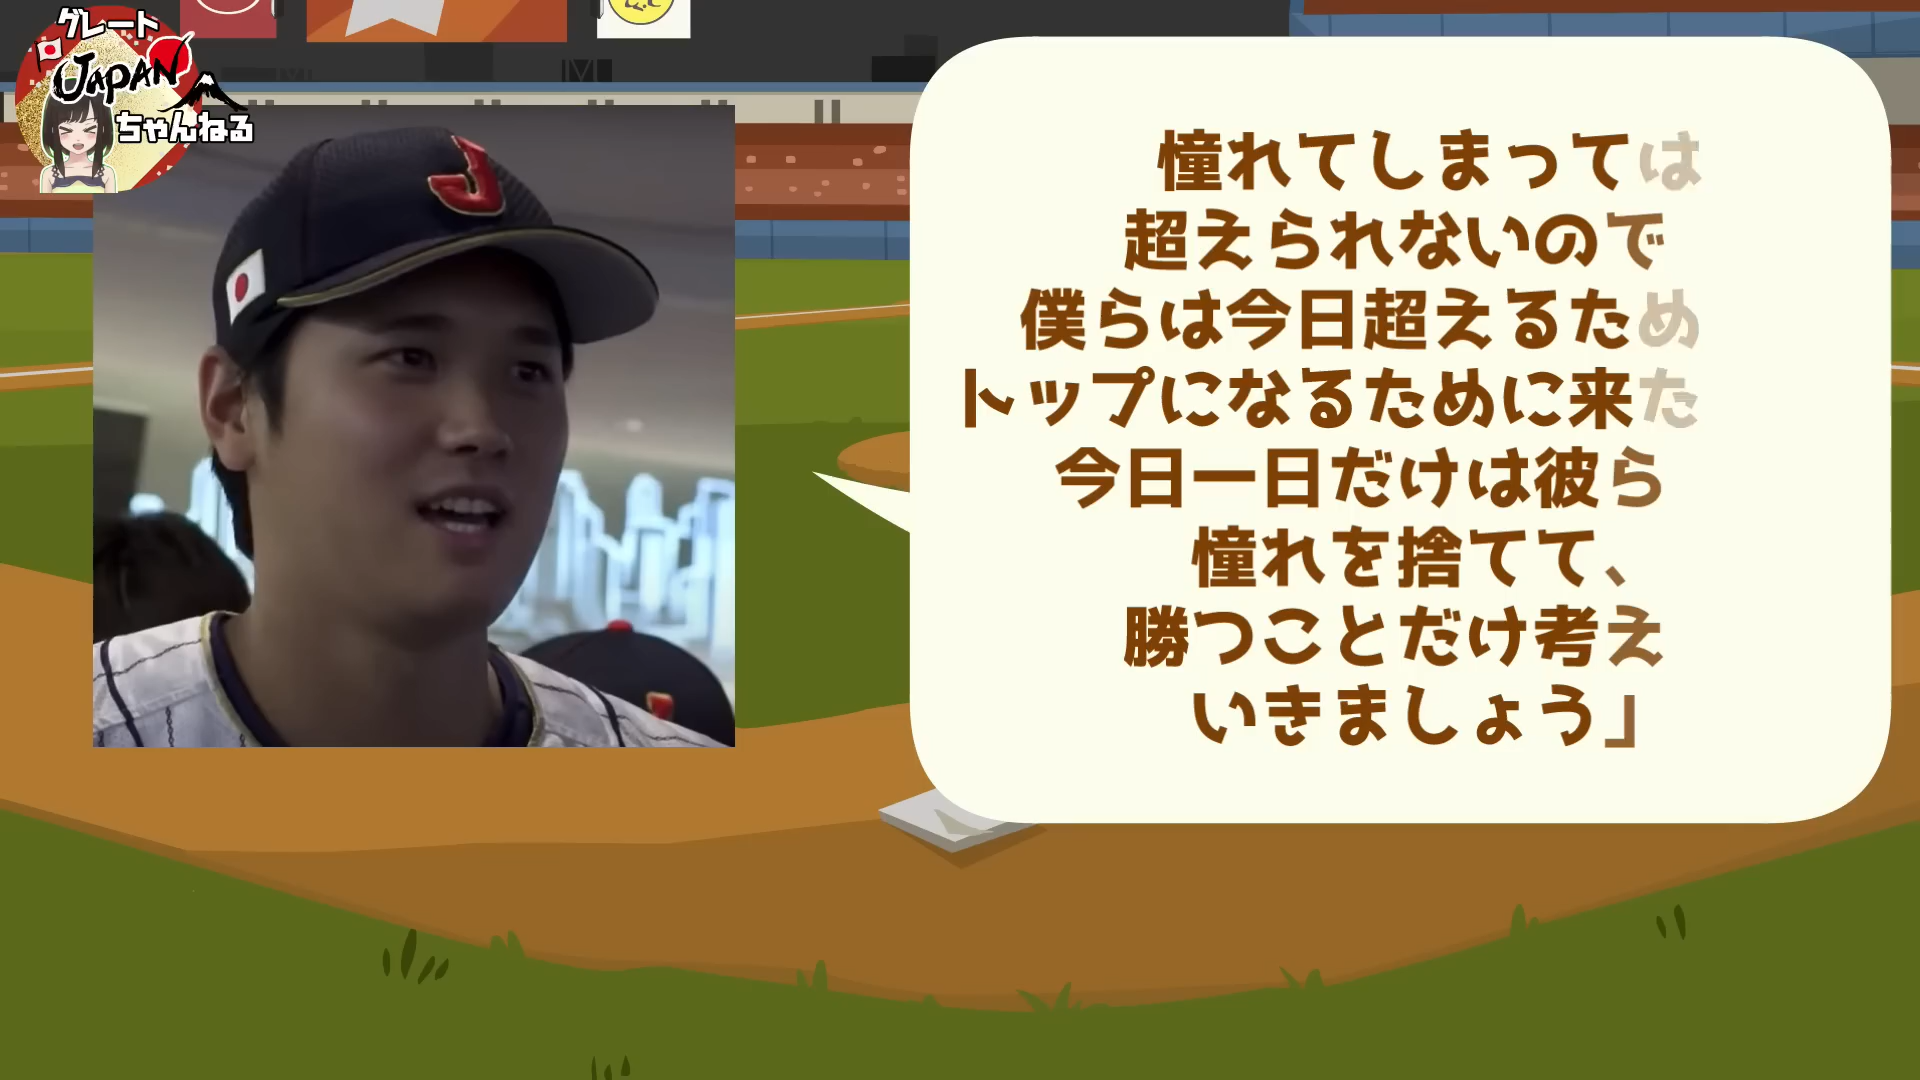 グレート
JAPAN
ちゃんねる
J
憧れてしまっては
超えられないので
僕らは今日超えるため
トップになるために来た
今日一日だけは彼ら
憧れを捨てて、
勝つことだけ考え
いきましょう」